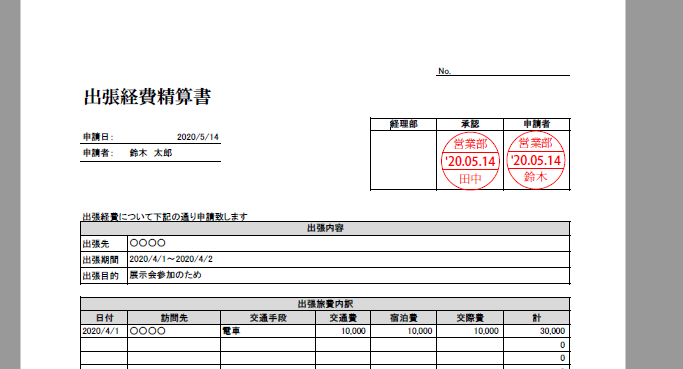 No.
出張経費精算書
申請日： 2020/5/14
申請者： 鈴木 太郎
経理部 承認 申請者
営業部 営業部
'20.05.14 '20.05.14
田中 鈴木
出張経費について下記の通り申請致します
出張内容
出張先 〇〇〇〇
出張期間 2020/4/1～2020/4/2
出張目的 展示会参加のため
出張旅費内訳
日付 訪問先 交通手段 交通費 宿泊費 交際費 計
2020/4/1 〇〇〇〇 電車 10,000 10,000 10,000 30,000
0
0